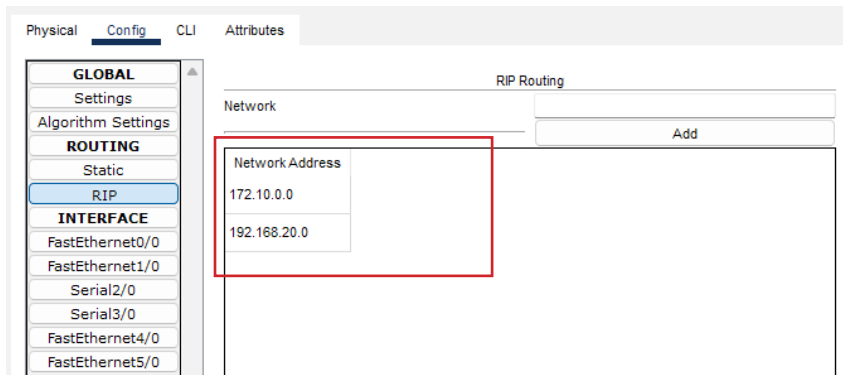 Physical Config CLI Attributes
GLOBAL
Settings
Algorithm Settings
ROUTING
Static
RIP
INTERFACE
FastEthernet0/0
FastEthernet1/0
Serial2/0
Serial3/0
FastEthernet4/0
FastEthernet5/0
RIP Routing
Network
Add
Network Address
172.10.0.0
192.168.20.0